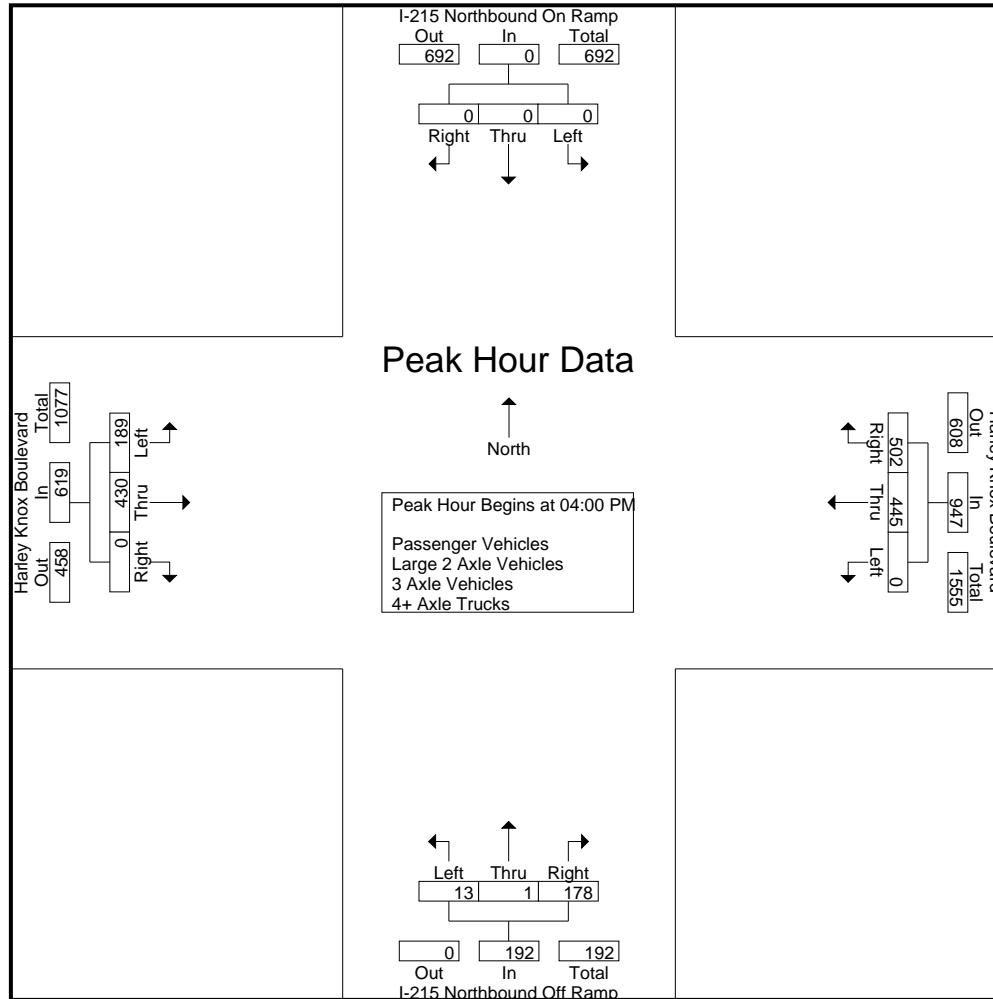 I-215 Northbound On Ramp
Out In Total
692 0 692
0 0 0
Right Thru Left
Peak Hour Data
North
Peak Hour Begins at 04:00 PM
Passenger Vehicles
Large 2 Axle Vehicles
3 Axle Vehicles
4+ Axle Trucks
Harley Knox Boulevard
Total In Out
1077 619 458
189 430 0
Left Thru Right
Harley Knox Boulevard
Out In Total
608 947 1555
502 445 0
Right Thru Left
Left Thru Right
13 1 178
0 192 192
Out In Total
I-215 Northbound Off Ramp